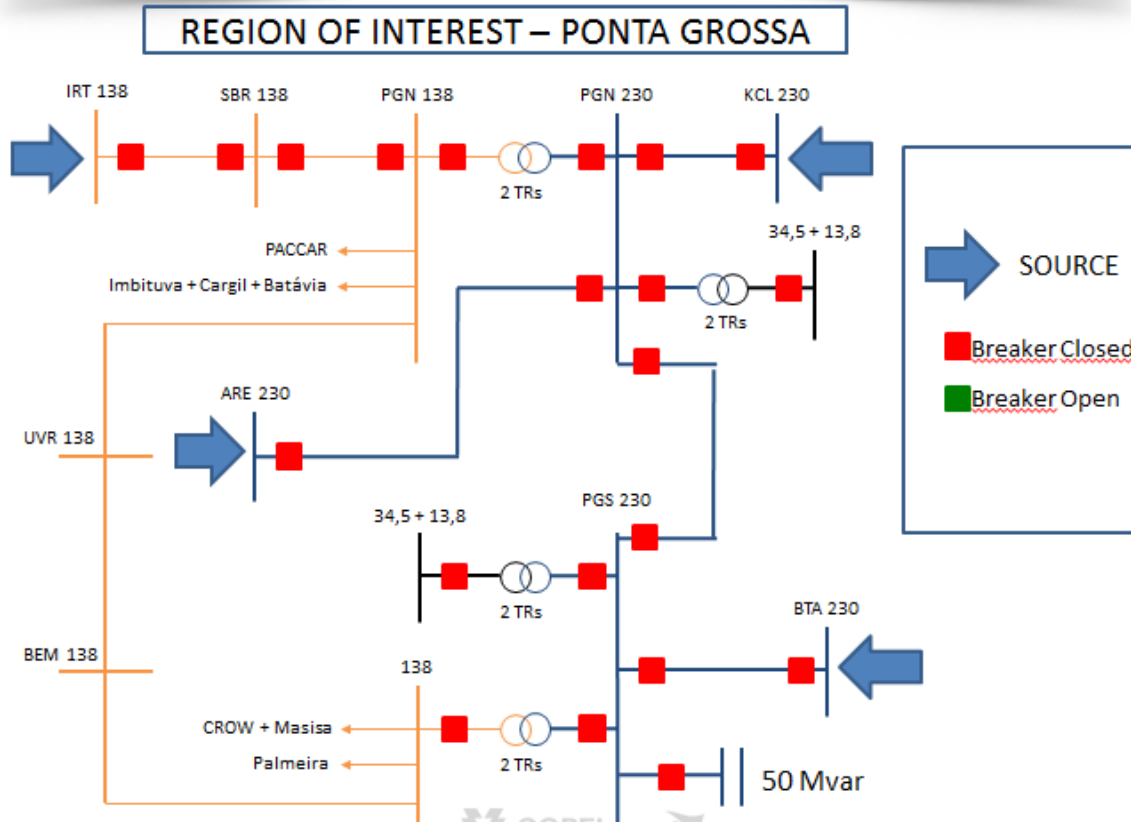 REGION OF INTEREST – PONTA GROSSA
IRT 138
SBR 138
PGN 138
PGN 230
KCL 230
2 TRs
34,5 + 13,8
PACCAR
Imbituva + Cargil + Batávia
2 TRs
SOURCE
Breaker Closed
Breaker Open
ARE 230
UVR 138
PGS 230
34,5 + 13,8
2 TRs
BTA 230
BEM 138
138
CROW + Masisa
Palmeira
2 TRs
50 Mvar